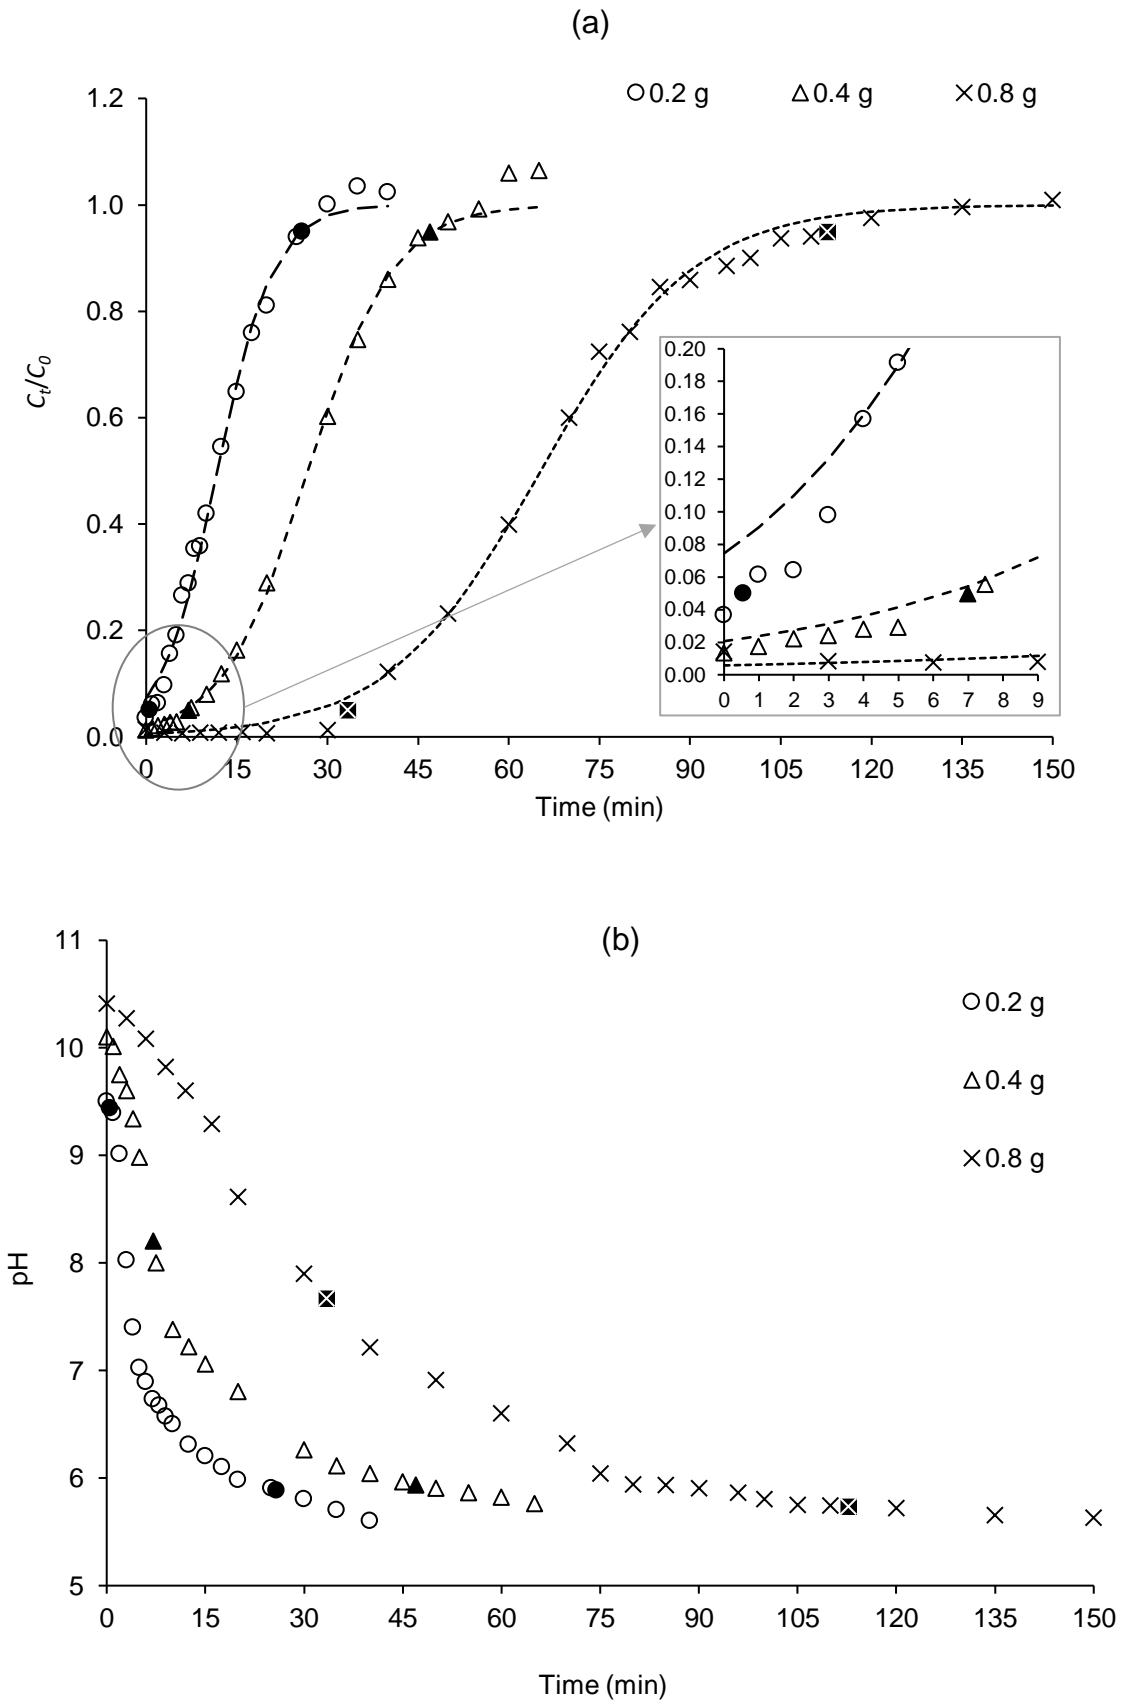 (a)
○ 0.2 g △ 0.4 g × 0.8 g
1.2
1.0
0.8
0.6
0.4
0.2
0.0
Cₜ/C₀
0 15 30 45 60 75 90 105 120 135 150
Time (min)
0.20
0.18
0.16
0.14
0.12
0.10
0.08
0.06
0.04
0.02
0.00
0 1 2 3 4 5 6 7 8 9
(b)
○ 0.2 g
△ 0.4 g
× 0.8 g
11
10
9
8
7
6
5
pH
0 15 30 45 60 75 90 105 120 135 150
Time (min)